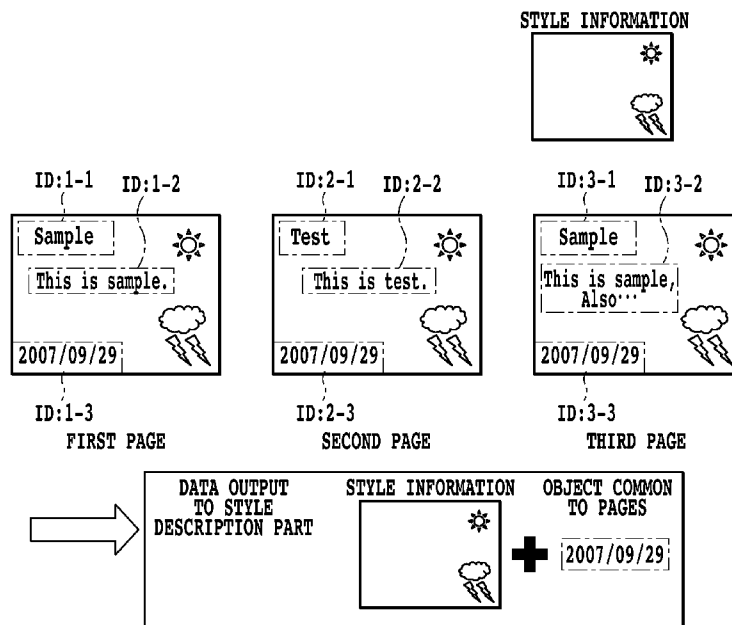 STYLE INFORMATION
ID:1-1
ID:1-2
ID:2-1
ID:2-2
ID:3-1
ID:3-2
Sample
This is sample.
2007/09/29
Test
This is test.
2007/09/29
Sample
This is sample,
Also…
2007/09/29
ID:1-3
ID:2-3
ID:3-3
FIRST PAGE
SECOND PAGE
THIRD PAGE
DATA OUTPUT
TO STYLE
DESCRIPTION PART
STYLE INFORMATION
OBJECT COMMON
TO PAGES
2007/09/29